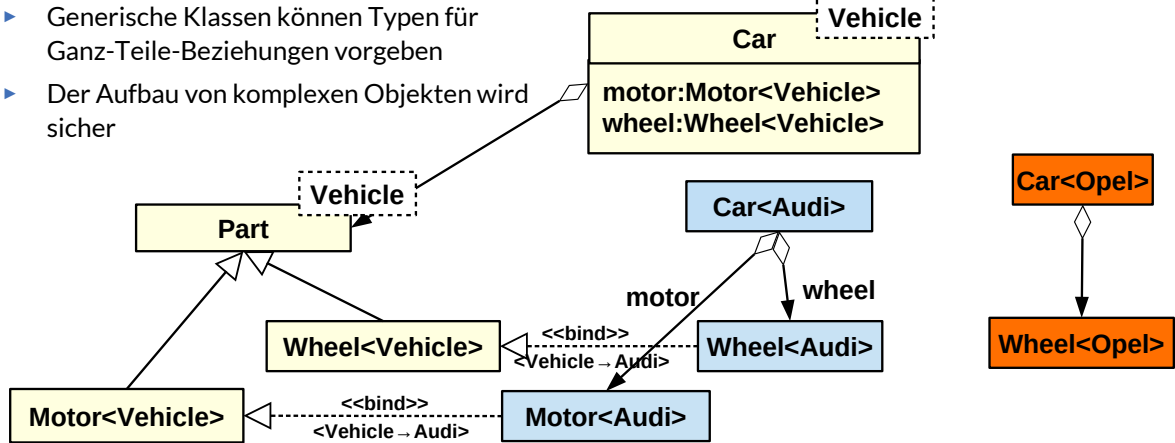 Generische Klassen können Typen für
Ganz-Teile-Beziehungen vorgeben
Der Aufbau von komplexen Objekten wird
sicher
Vehicle
Car
motor:Motor<Vehicle>
wheel:Wheel<Vehicle>
Vehicle
Part
Car<Audi>
Car<Opel>
motor
wheel
Wheel<Vehicle>
<<bind>>
<Vehicle→Audi>
Wheel<Audi>
Wheel<Opel>
Motor<Vehicle>
<<bind>>
<Vehicle→Audi>
Motor<Audi>